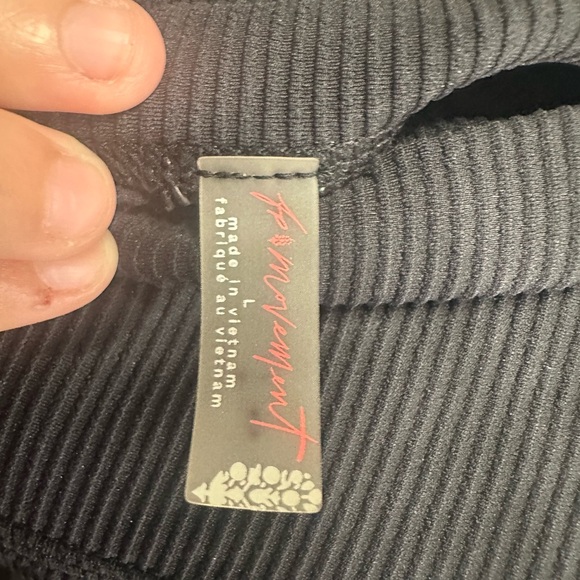 fp movement
L
made in vietnam
fabriqué au vietnam